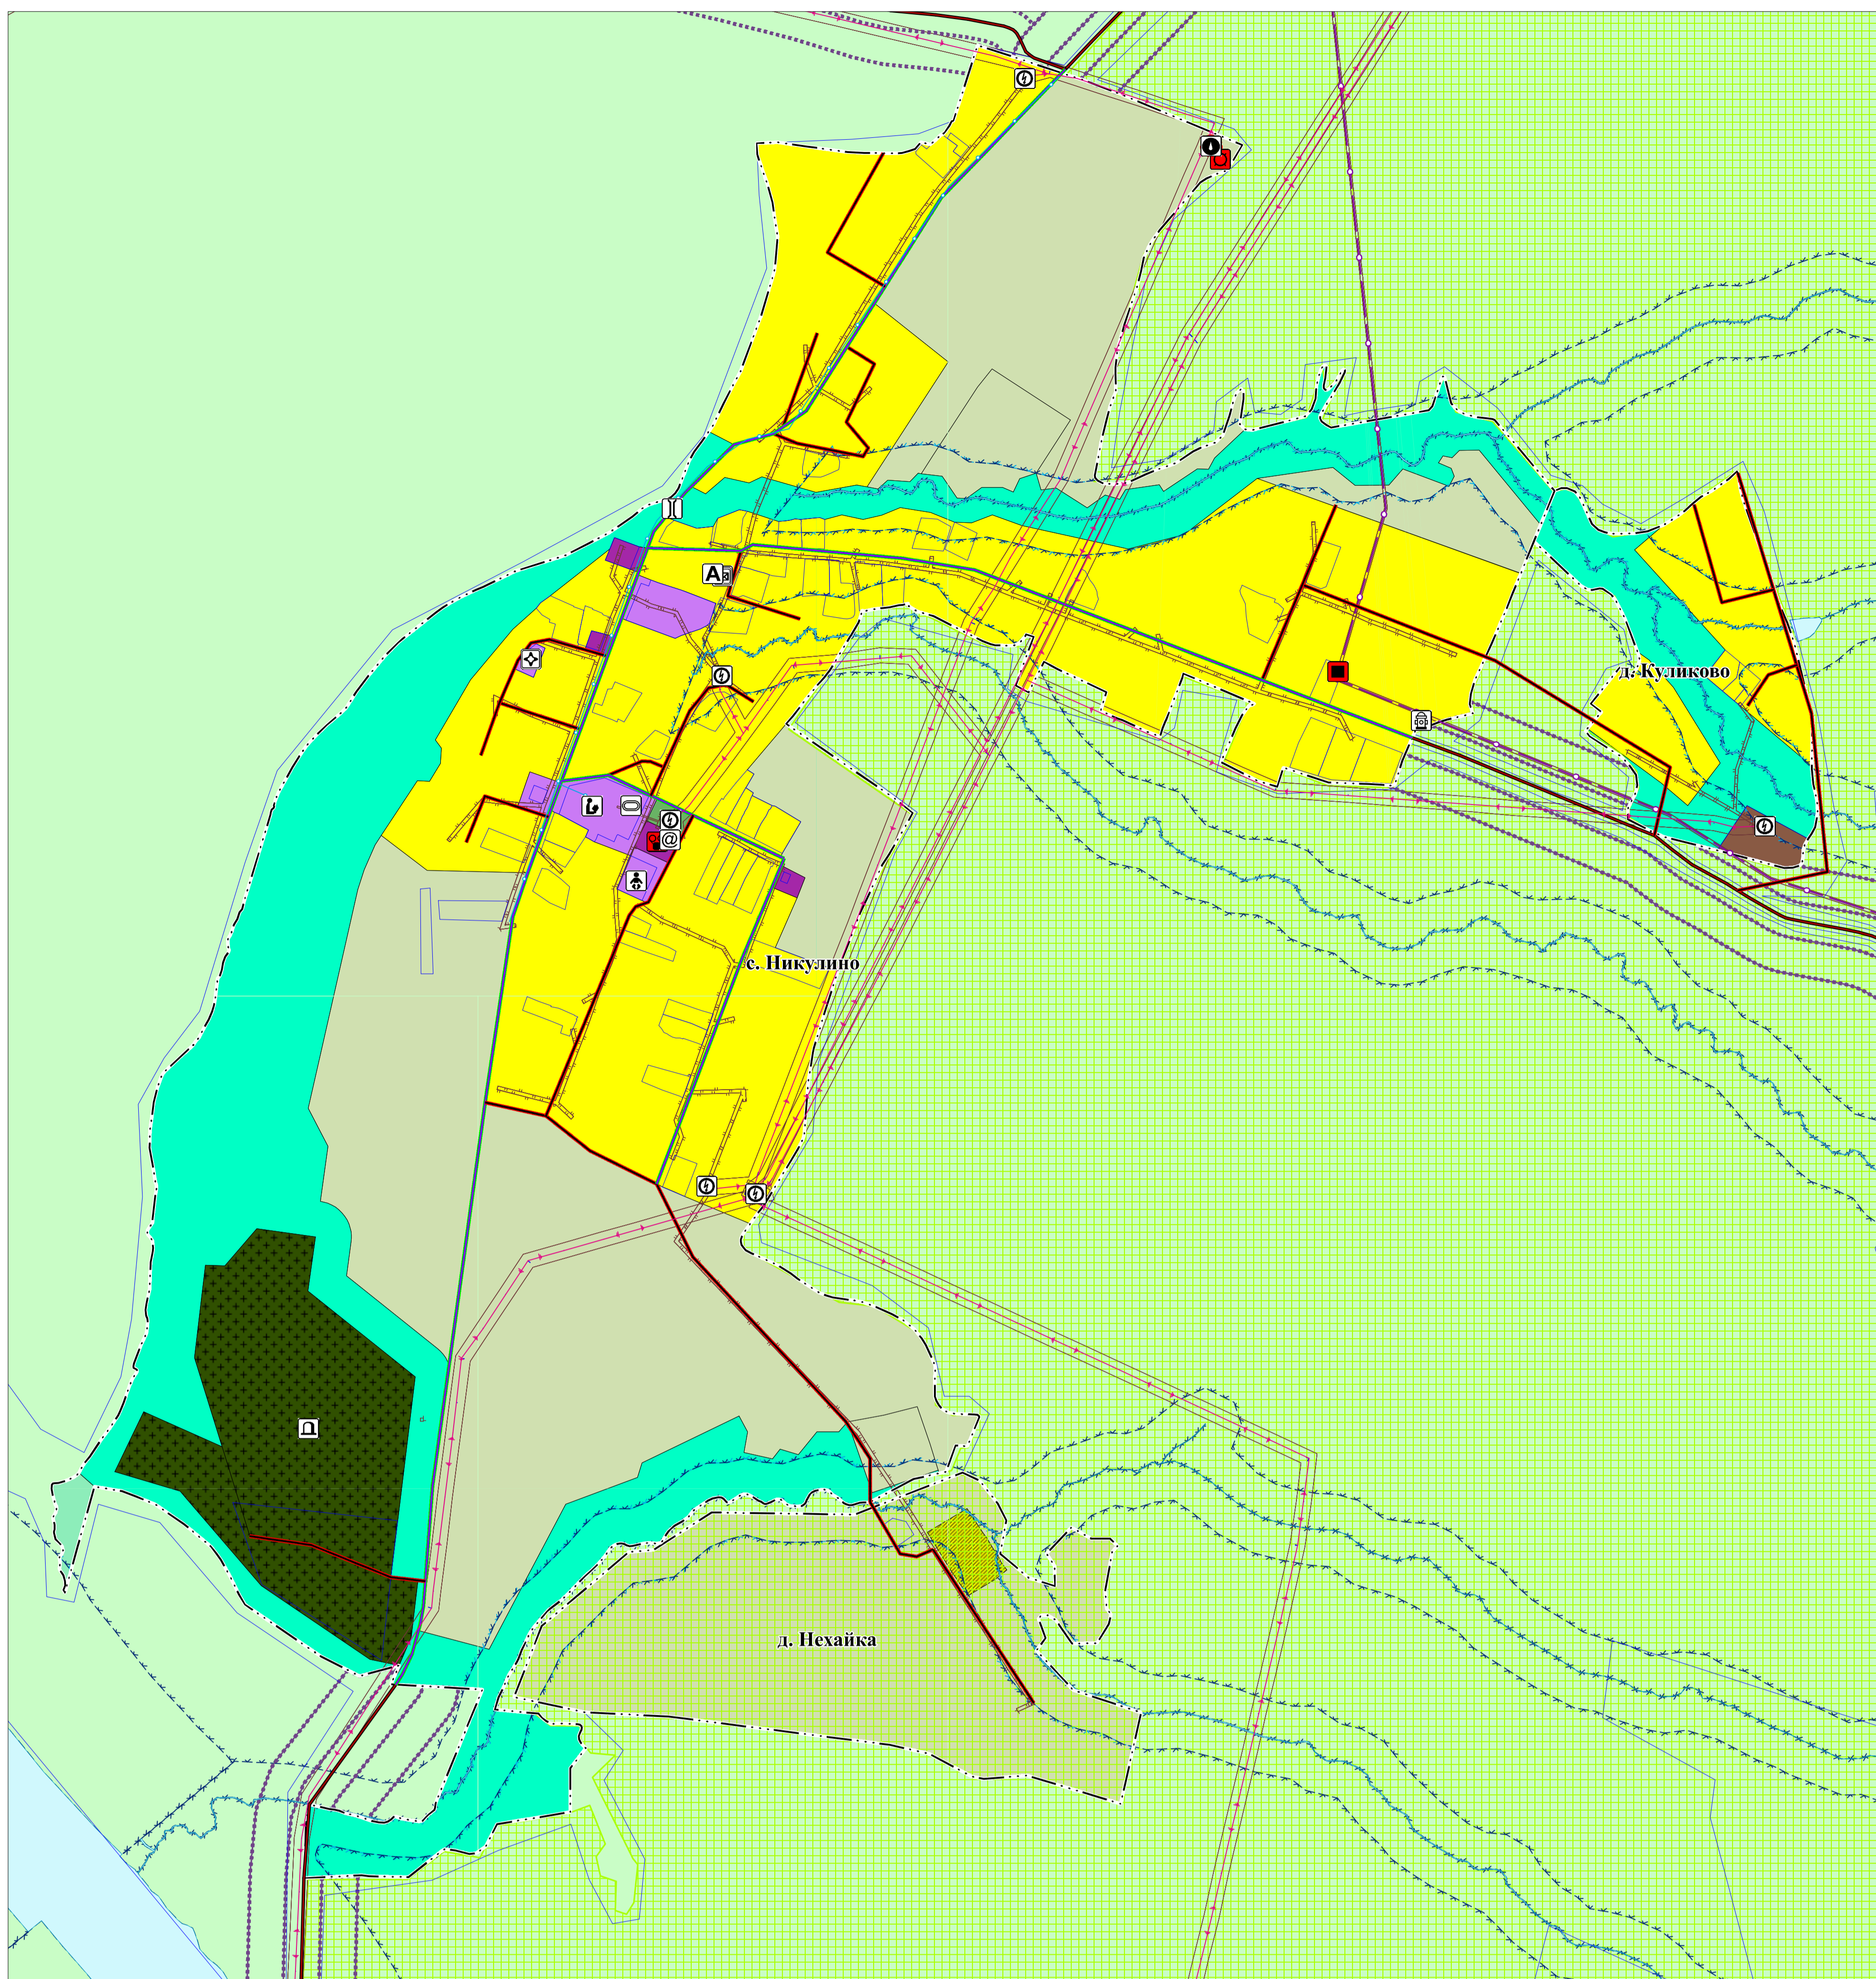 А
д. Куликово
@
с. Никулино
д. Нехайка